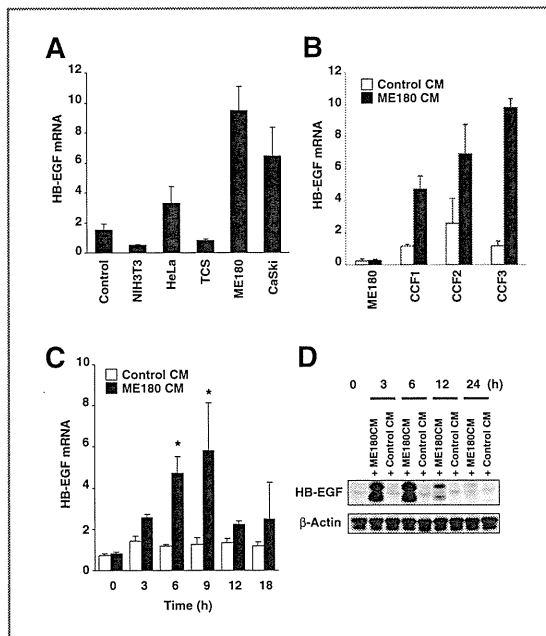 A
HB-EGF mRNA
12
10
8
6
4
2
0
Control
NIH3T3
HeLa
TCS
ME180
CaSki
B
Control CM
ME180 CM
HB-EGF mRNA
12
10
8
6
4
2
0
ME180
CCF1
CCF2
CCF3
C
Control CM
ME180 CM
HB-EGF mRNA
10
8
6
4
2
0
* *
0 3 6 9 12 18
Time (h)
D
0 3 6 12 24 (h)
+ ME180CM
+ Control CM
+ ME180CM
+ Control CM
+ ME180CM
+ Control CM
+ ME180CM
+ Control CM
HB-EGF
β-Actin